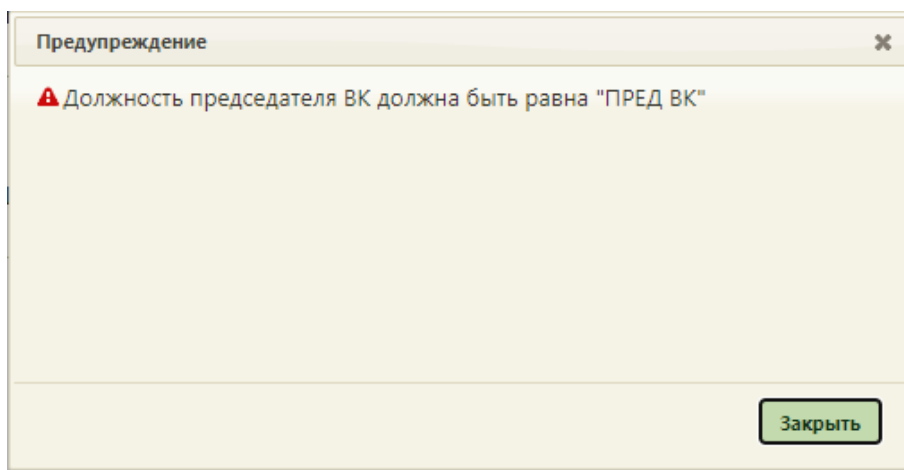 Предупреждение
Должность председателя ВК должна быть равна "ПРЕД ВК"
Закрыть